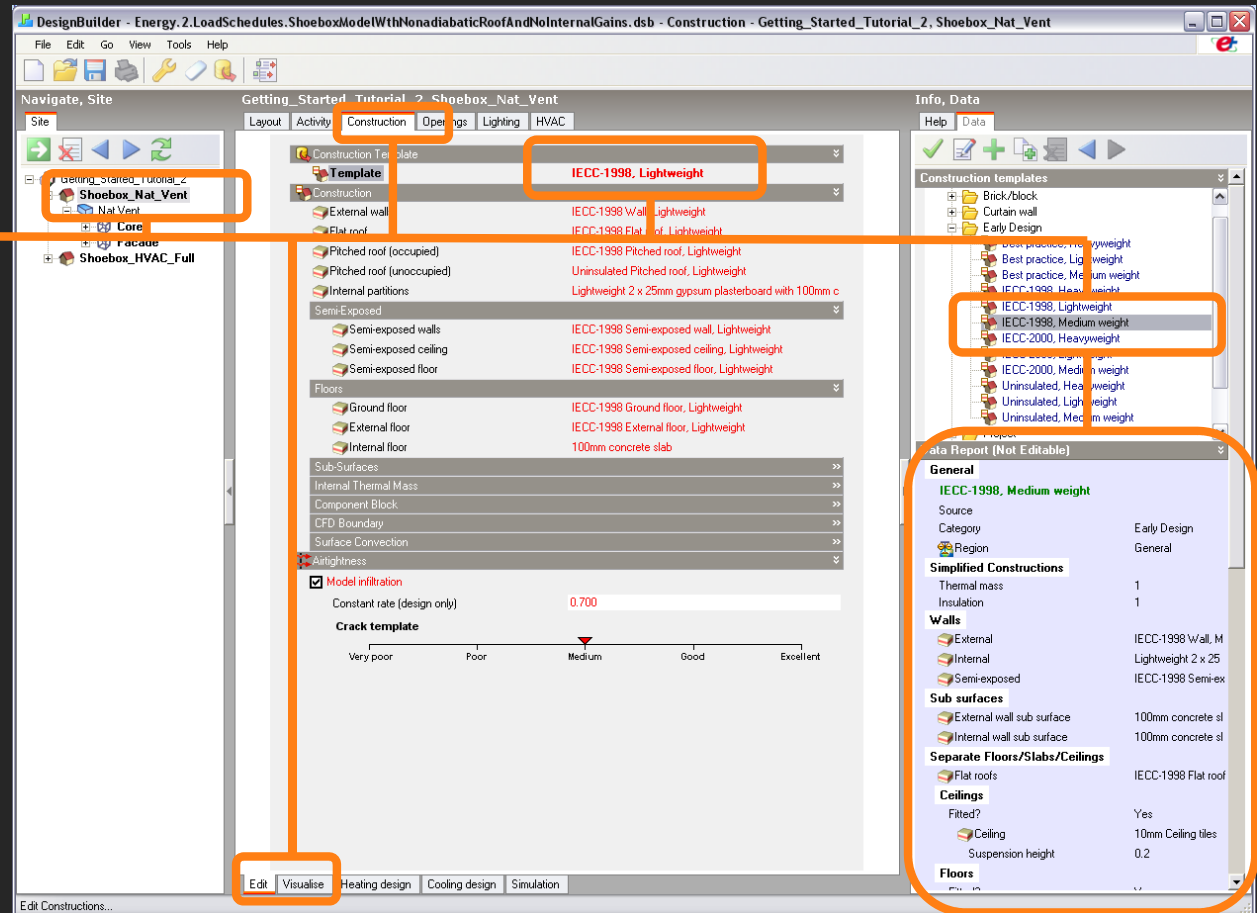 DesignBuilder - Energy.2.LoadSchedules.ShoeboxModelWthNonadiabaticRoofAndNoInternalGains.dsb - Construction - Getting_Started_Tutorial_2, Shoebox_Nat_Vent
File Edit Go View Tools Help
Navigate, Site
Site
Getting_Started_Tutorial_2
Shoebox_Nat_Vent
Nat Vent
Core
Facade
Shoebox_HVAC_Full
Getting_Started_Tutorial_2, Shoebox_Nat_Vent
Layout Activity Construction Openings Lighting HVAC
Construction Template
Template IECC-1998, Lightweight
Construction
External wall IECC-1998 Wall, Lightweight
Flat roof IECC-1998 Flat roof, Lightweight
Pitched roof (occupied) IECC-1998 Pitched roof, Lightweight
Pitched roof (unoccupied) Uninsulated Pitched roof, Lightweight
Internal partitions Lightweight 2 x 25mm gypsum plasterboard with 100mm c
Semi-Exposed
Semi-exposed walls IECC-1998 Semi-exposed wall, Lightweight
Semi-exposed ceiling IECC-1998 Semi-exposed ceiling, Lightweight
Semi-exposed floor IECC-1998 Semi-exposed floor, Lightweight
Floors
Ground floor IECC-1998 Ground floor, Lightweight
External floor IECC-1998 External floor, Lightweight
Internal floor 100mm concrete slab
Sub-Surfaces
Internal Thermal Mass
Component Block
CFD Boundary
Surface Convection
Airtightness
Model infiltration
Constant rate (design only) 0.700
Crack template
Very poor Poor Medium Good Excellent
Edit Visualise Heating design Cooling design Simulation
Edit Constructions...
Info, Data
Help Data
Construction templates
Brick/block
Curtain wall
Early Design
Best practice, Heavyweight
Best practice, Lightweight
Best practice, Medium weight
IECC-1998, Heavyweight
IECC-1998, Lightweight
IECC-1998, Medium weight
IECC-2000, Heavyweight
IECC-2000, Lightweight
IECC-2000, Medium weight
Uninsulated, Heavyweight
Uninsulated, Lightweight
Uninsulated, Medium weight
Project
Data Report (Not Editable)
General
IECC-1998, Medium weight
Source
Category Early Design
Region General
Simplified Constructions
Thermal mass 1
Insulation 1
Walls
External IECC-1998 Wall, M
Internal Lightweight 2 x 25
Semi-exposed IECC-1998 Semi-ex
Sub surfaces
External wall sub surface 100mm concrete sl
Internal wall sub surface 100mm concrete sl
Separate Floors/Slabs/Ceilings
Flat roofs IECC-1998 Flat roof
Ceilings
Fitted? Yes
Ceiling 10mm Ceiling tiles
Suspension height 0.2
Floors